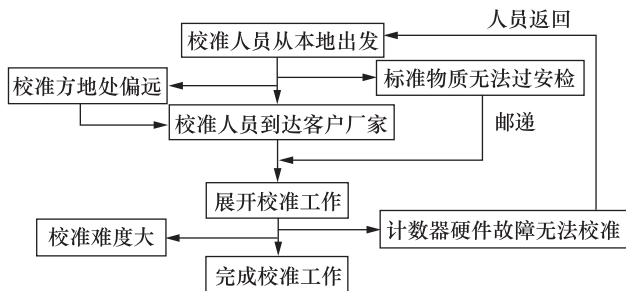 人员返回
校准人员从本地出发
校准方地处偏远
标准物质无法过安检
校准人员到达客户厂家
邮递
展开校准工作
校准难度大
计数器硬件故障无法校准
完成校准工作